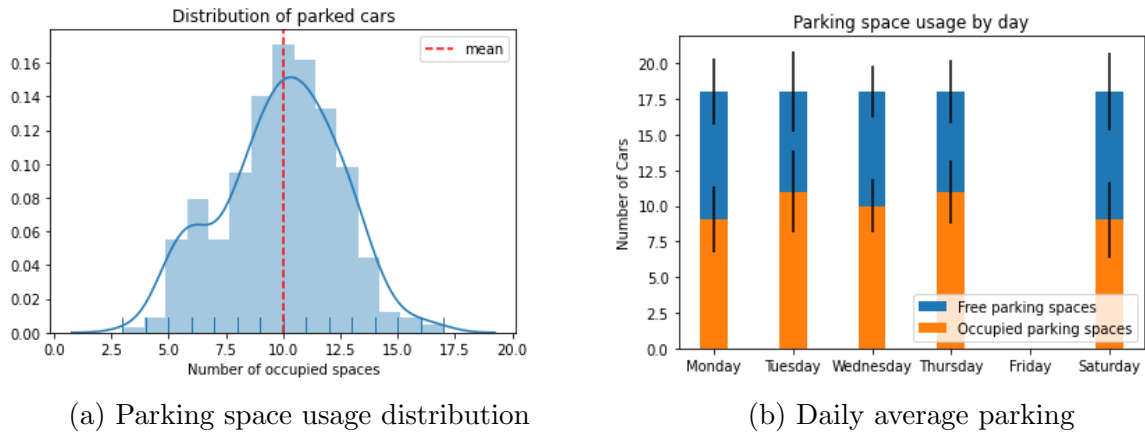 Distribution of parked cars
mean
0.16
0.14
0.12
0.10
0.08
0.06
0.04
0.02
0.00
0.0 2.5 5.0 7.5 10.0 12.5 15.0 17.5 20.0
Number of occupied spaces
(a) Parking space usage distribution
Parking space usage by day
Number of Cars
20.0
17.5
15.0
12.5
10.0
7.5
5.0
2.5
0.0
Free parking spaces
Occupied parking spaces
Monday Tuesday Wednesday Thursday Friday Saturday
(b) Daily average parking